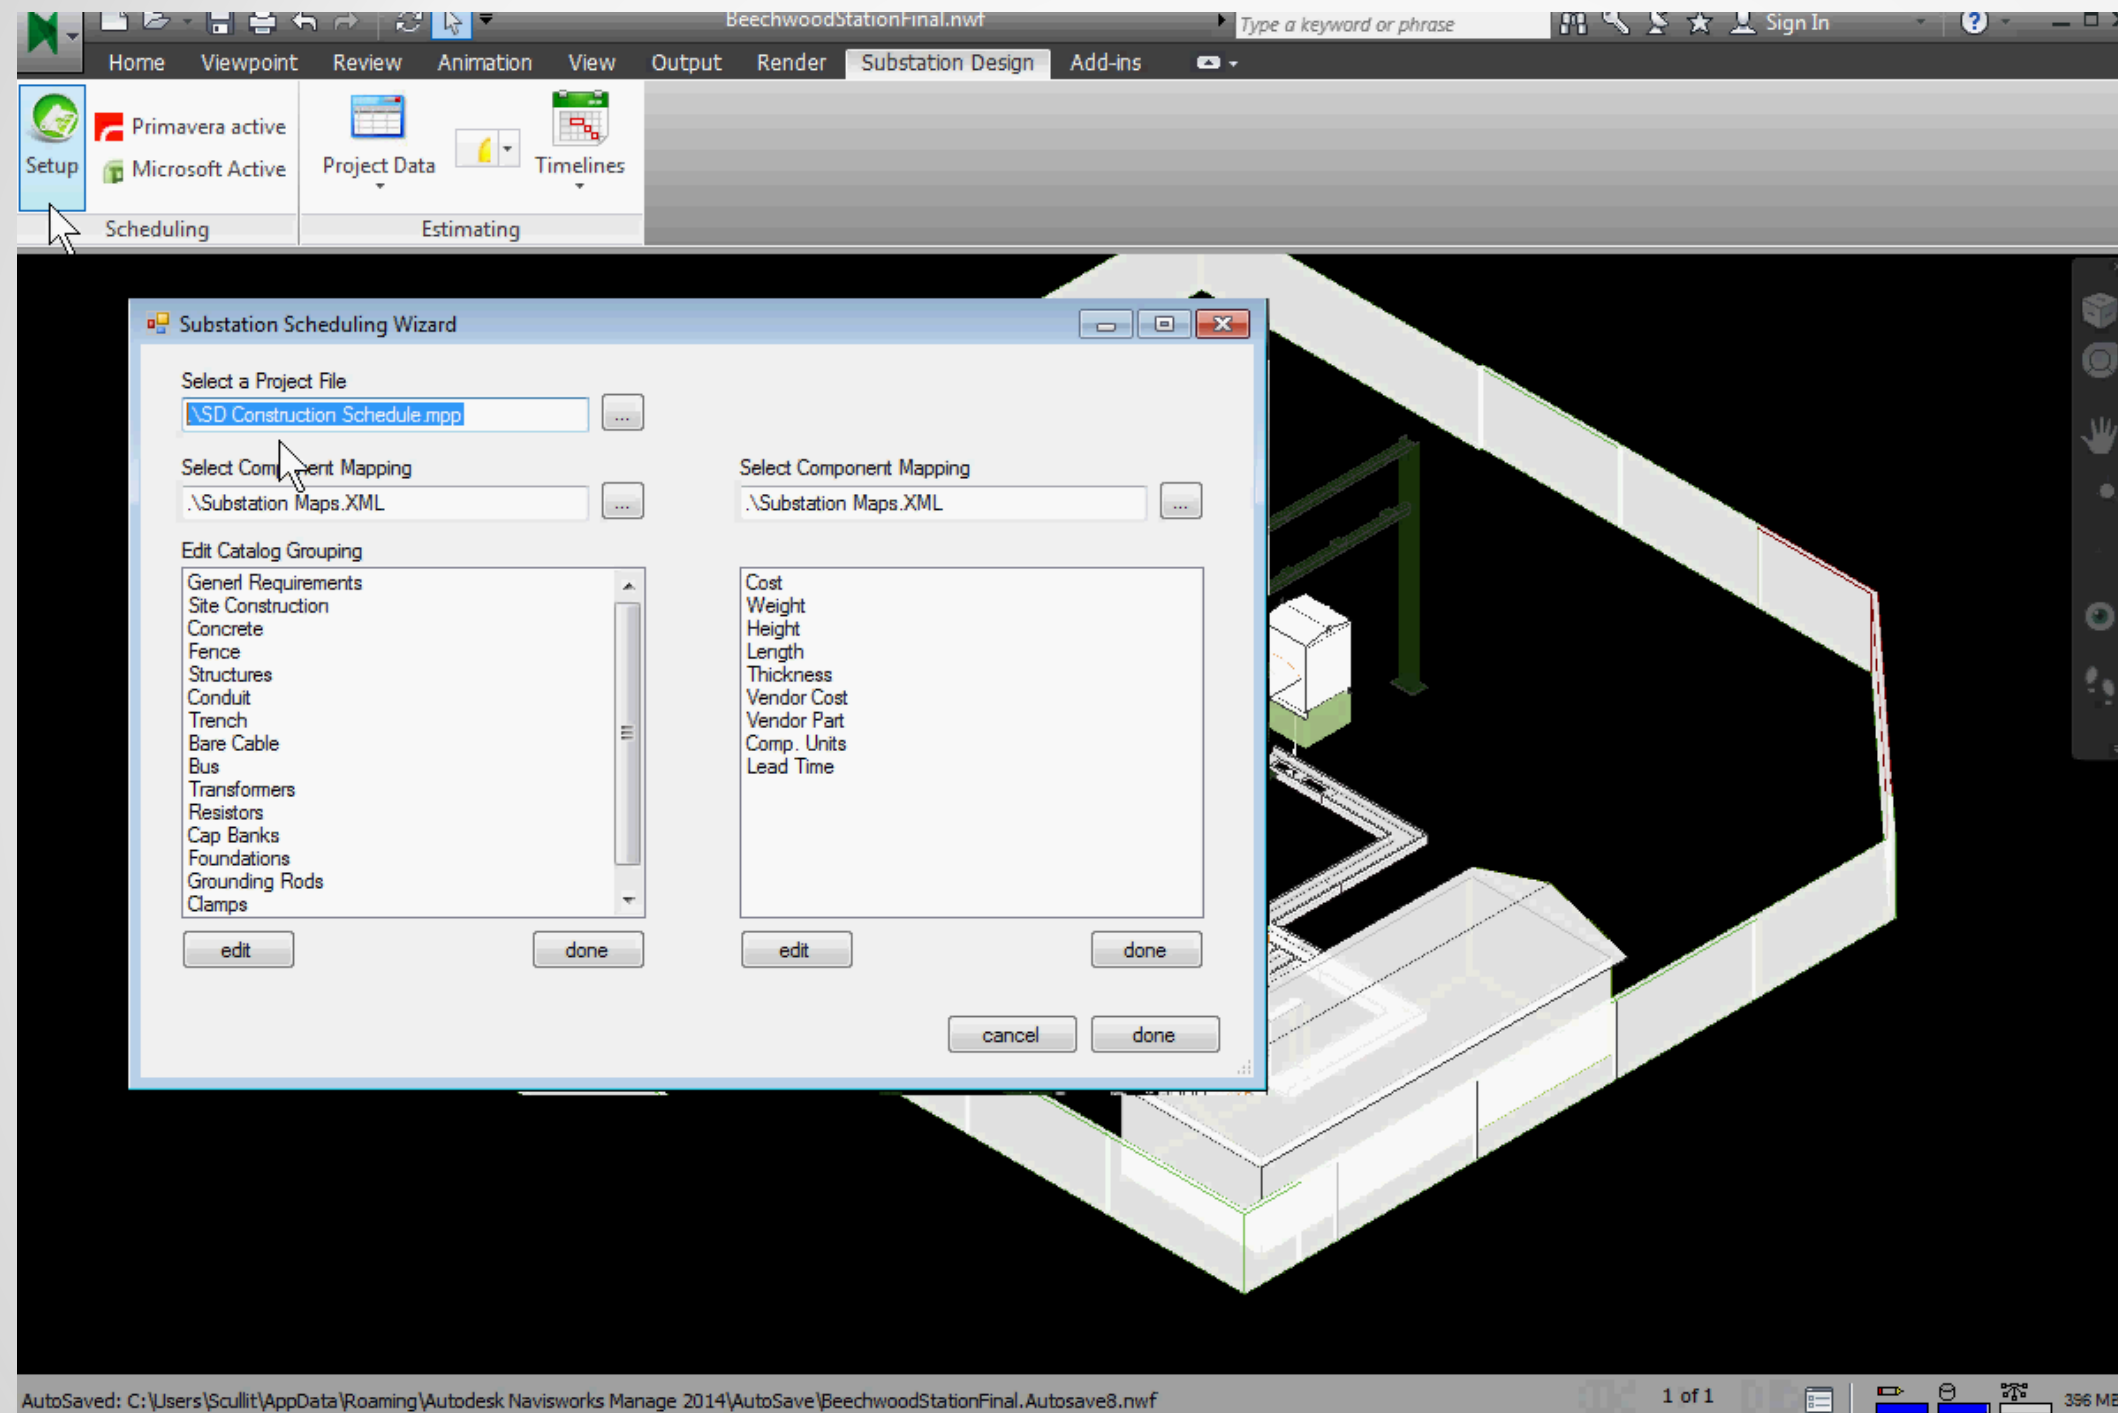 BeechwoodStationFinal.nwf
Type a keyword or phrase
Sign In
Home Viewpoint Review Animation View Output Render Substation Design Add-ins
Setup
Primavera active
Microsoft Active
Project Data
Timelines
Scheduling
Estimating
Substation Scheduling Wizard
Select a Project File
.\SD Construction Schedule.mpp
...
Select Component Mapping
.\Substation Maps.XML
...
Select Component Mapping
.\Substation Maps.XML
...
Edit Catalog Grouping
Generl Requirements
Site Construction
Concrete
Fence
Structures
Conduit
Trench
Bare Cable
Bus
Transformers
Resistors
Cap Banks
Foundations
Grounding Rods
Clamps
Cost
Weight
Height
Length
Thickness
Vendor Cost
Vendor Part
Comp. Units
Lead Time
edit
done
edit
done
cancel
done
AutoSaved: C:\Users\Scullit\AppData\Roaming\Autodesk Navisworks Manage 2014\AutoSave\BeechwoodStationFinal.Autosave8.nwf
1 of 1
396 ME